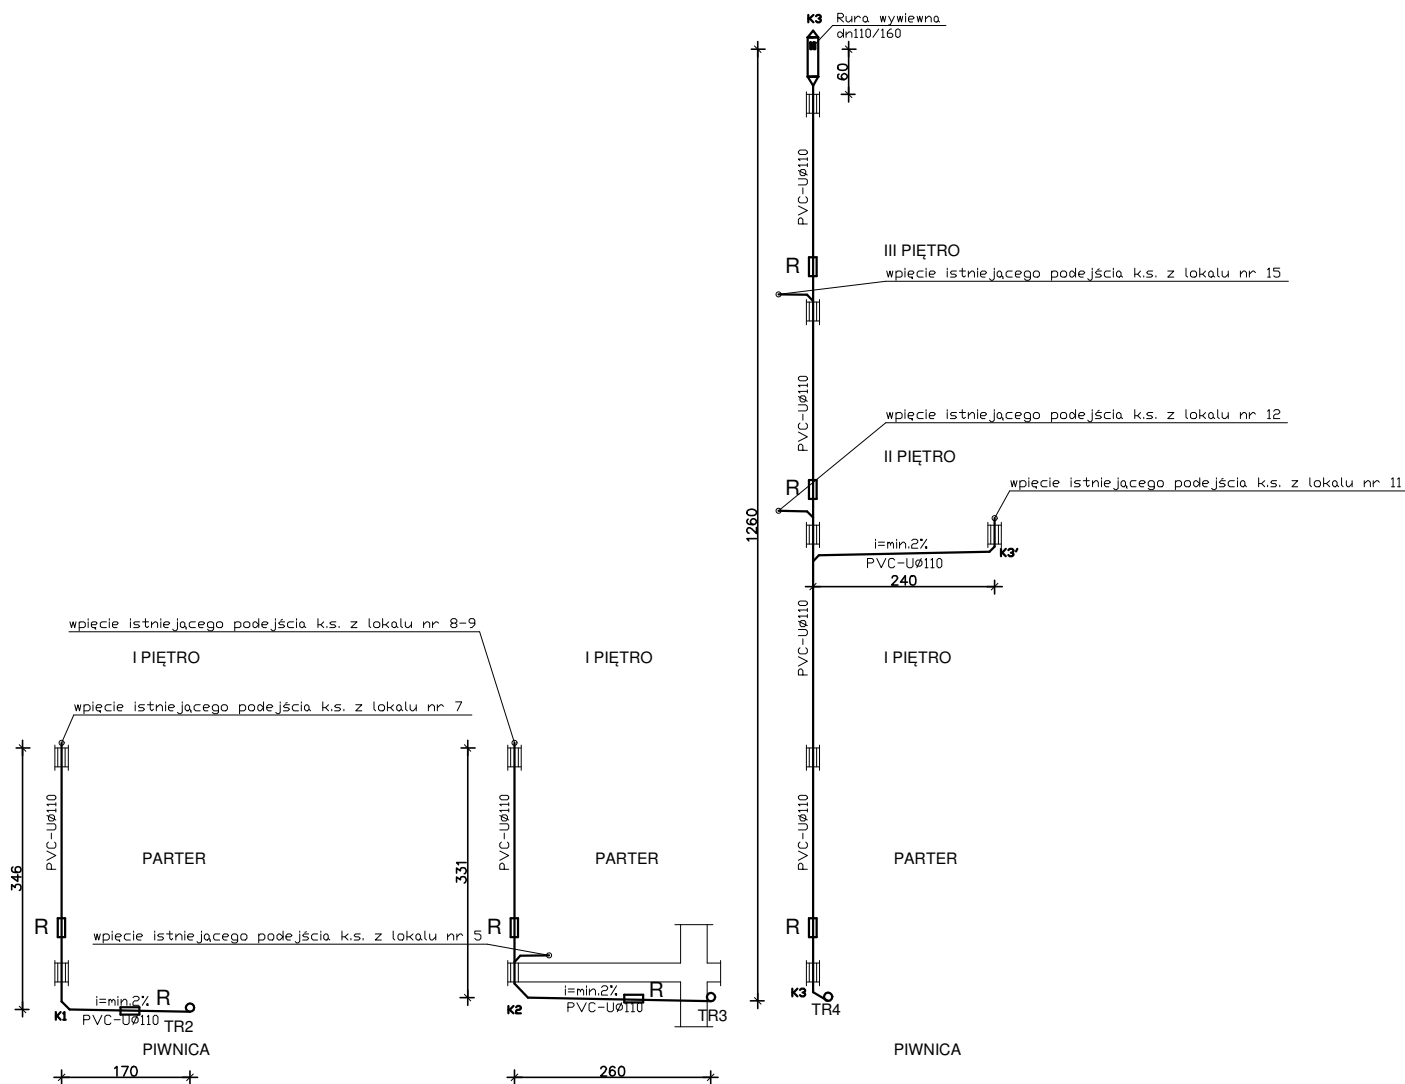 K3
Rura wywiewna
dn110/160
60
PVC-UØ110
III PIĘTRO
R
wpięcie istniejącego podejścia k.s. z lokalu nr 15
PVC-UØ110
wpięcie istniejącego podejścia k.s. z lokalu nr 12
II PIĘTRO
R
wpięcie istniejącego podejścia k.s. z lokalu nr 11
1260
i=min.2%
K3'
PVC-UØ110
240
wpięcie istniejącego podejścia k.s. z lokalu nr 8-9
PVC-UØ110
I PIĘTRO
I PIĘTRO
I PIĘTRO
wpięcie istniejącego podejścia k.s. z lokalu nr 7
PVC-UØ110
PVC-UØ110
PVC-UØ110
PARTER
PARTER
PARTER
346
331
R
R
R
wpięcie istniejącego podejścia k.s. z lokalu nr 5
i=min.2%
R
i=min.2%
R
K3
K1
PVC-UØ110
TR2
K2
PVC-UØ110
TR3
TR4
PIWNICA
PIWNICA
170
260